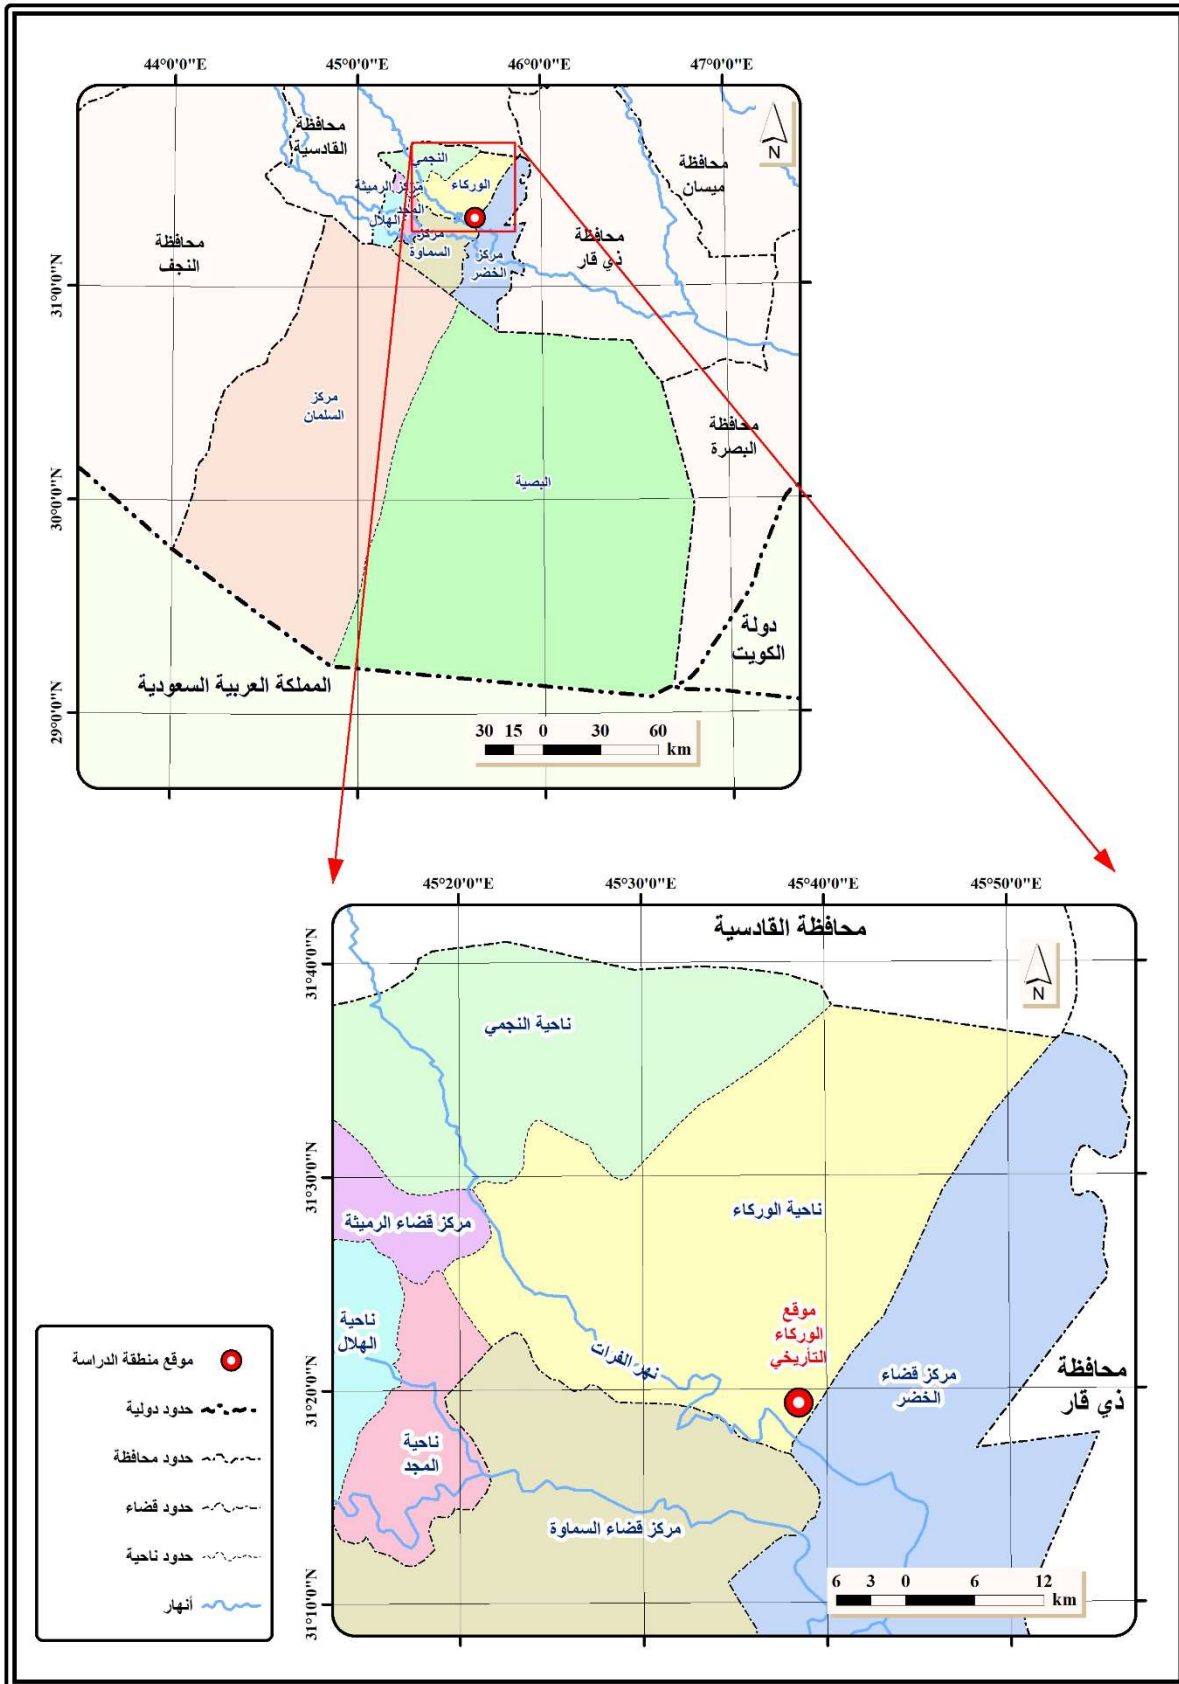 44°0'0"E
45°0'0"E
46°0'0"E
47°0'0"E
31°0'0"N
30°0'0"N
29°0'0"N
N
محافظة
القادسية
محافظة
النجف
محافظة
ميسان
محافظة
ذي قار
محافظة
البصرة
النجمي
الوركاء
مركز الرميثة
المجد
الهلال
مركز
السماوة
مركز
الخضر
مركز
السلمان
البصية
دولة
الكويت
المملكة العربية السعودية
30 15 0 30 60
km
45°20'0"E
45°30'0"E
45°40'0"E
45°50'0"E
31°40'0"N
31°30'0"N
31°20'0"N
31°10'0"N
محافظة القادسية
N
ناحية النجمي
ناحية الوركاء
مركز قضاء الرميثة
ناحية
الهلال
موقع
الوركاء
التأريخي
نهر الفرات
مركز قضاء
الخضر
محافظة
ذي قار
ناحية
المجد
مركز قضاء السماوة
6 3 0 6 12
km
موقع منطقة الدراسة
حدود دولية
حدود محافظة
حدود قضاء
حدود ناحية
أنهار